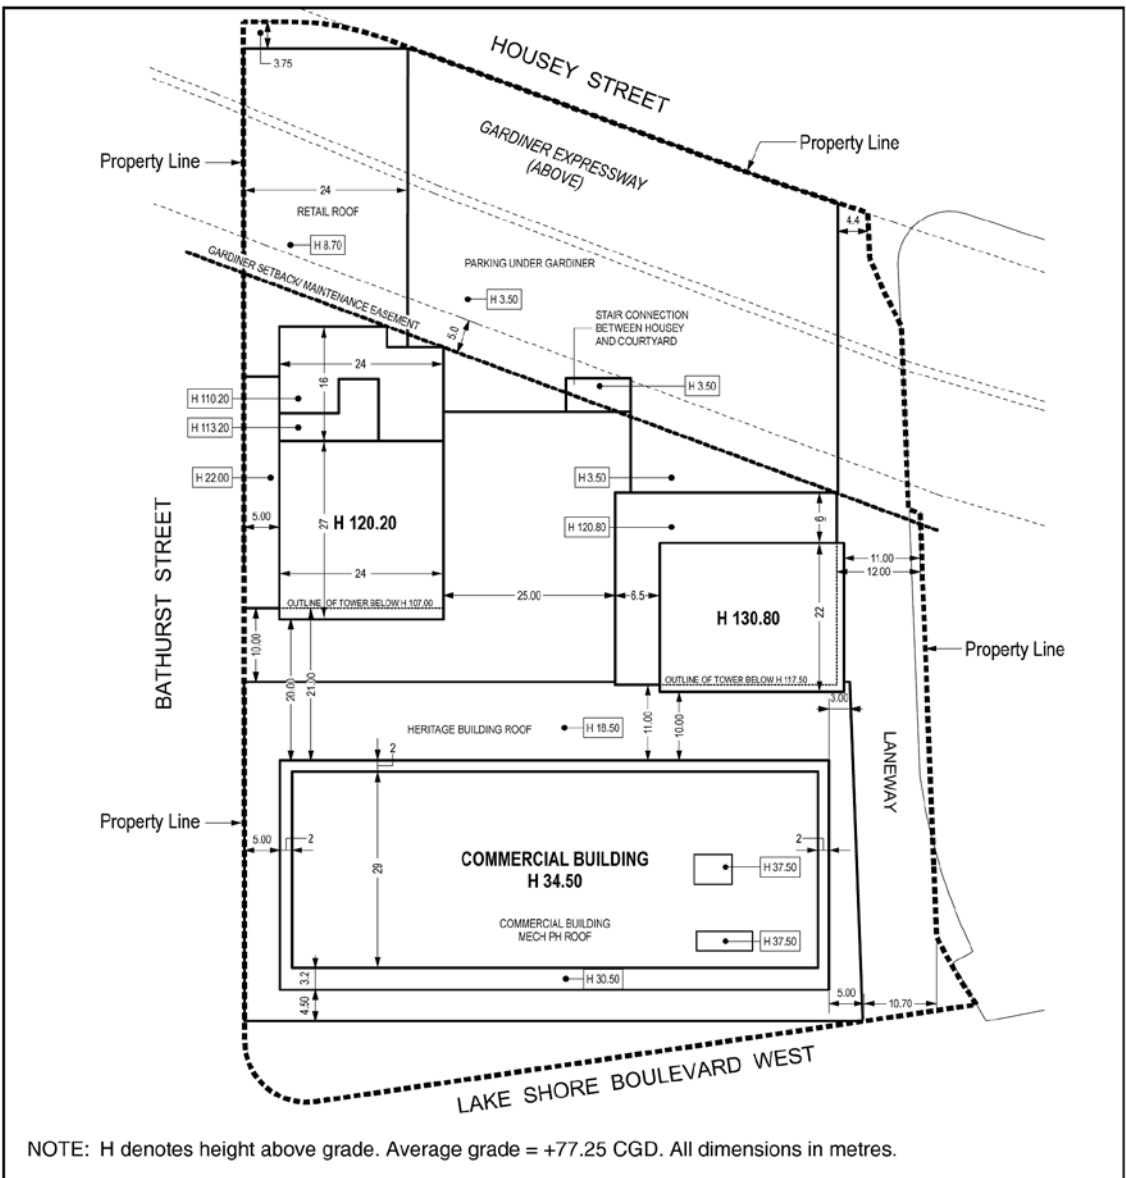 HOUSEY STREET
3.75
GARDINER EXPRESSWAY
(ABOVE)
Property Line
Property Line
24
RETAIL ROOF
4.4
H 8.70
GARDINER SETBACK/ MAINTENANCE EASEMENT
PARKING UNDER GARDINER
H 3.50
5.0
STAIR CONNECTION
BETWEEN HOUSEY
AND COURTYARD
24
16
H 3.50
H 110.20
H 113.20
H 22.00
H 3.50
5.00
27
H 120.20
H 120.80
6
11.00
12.00
24
25.00
6.5
22
OUTLINE OF TOWER BELOW H 107.00
H 130.80
BATHURST STREET
10.00
Property Line
20.00
21.00
OUTLINE OF TOWER BELOW H 117.50
3.00
HERITAGE BUILDING ROOF
H 18.50
11.00
10.00
2
LANEWAY
Property Line
5.00
2
2
29
COMMERCIAL BUILDING
H 34.50
H 37.50
COMMERCIAL BUILDING
MECH PH ROOF
H 37.50
3.2
H 30.50
4.50
5.00
10.70
LAKE SHORE BOULEVARD WEST
NOTE: H denotes height above grade. Average grade = +77.25 CGD. All dimensions in metres.